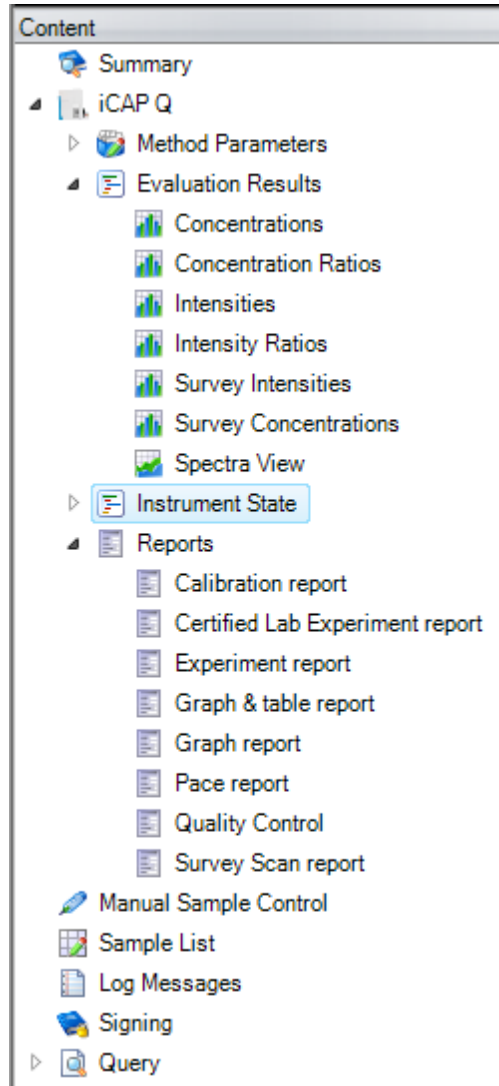 Content
Summary
iCAP Q
Method Parameters
Evaluation Results
Concentrations
Concentration Ratios
Intensities
Intensity Ratios
Survey Intensities
Survey Concentrations
Spectra View
Instrument State
Reports
Calibration report
Certified Lab Experiment report
Experiment report
Graph & table report
Graph report
Pace report
Quality Control
Survey Scan report
Manual Sample Control
Sample List
Log Messages
Signing
Query